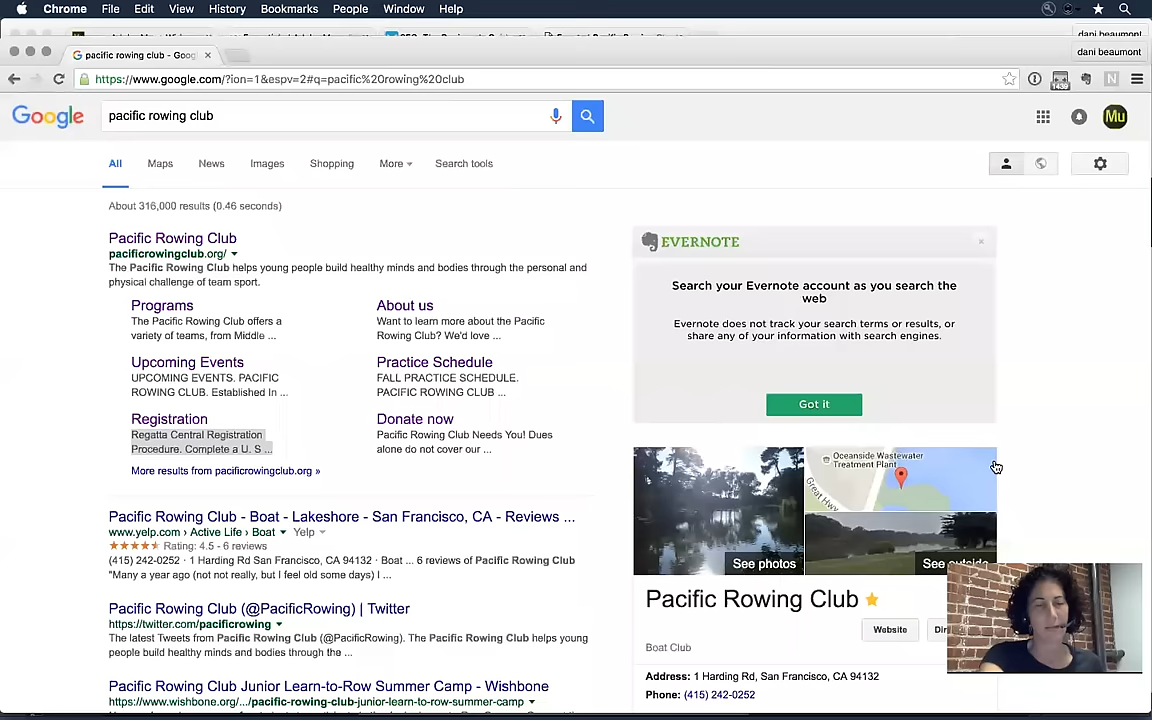 Chrome File Edit View History Bookmarks People Window Help
dani beaumont
pacific rowing club - Goog
dani beaumont
https://www.google.com/?ion=1&espv=2#q=pacific%20rowing%20club
Google
pacific rowing club
Mu
All Maps News Images Shopping More Search tools
About 316,000 results (0.46 seconds)
Pacific Rowing Club
pacificrowingclub.org/
The Pacific Rowing Club helps young people build healthy minds and bodies through the personal and
physical challenge of team sport.
Programs
The Pacific Rowing Club offers a
variety of teams, from Middle ...
About us
Want to learn more about the Pacific
Rowing Club? We'd love ...
Upcoming Events
UPCOMING EVENTS. PACIFIC
ROWING CLUB. Established In ...
Practice Schedule
FALL PRACTICE SCHEDULE.
PACIFIC ROWING CLUB ...
Registration
Regatta Central Registration
Procedure. Complete a U. S ...
Donate now
Pacific Rowing Club Needs You! Dues
alone do not cover our ...
More results from pacificrowingclub.org »
Pacific Rowing Club - Boat - Lakeshore - San Francisco, CA - Reviews ...
www.yelp.com › Active Life › Boat Yelp
Rating: 4.5 - 6 reviews
(415) 242-0252 · 1 Harding Rd San Francisco, CA 94132 · Boat ... 6 reviews of Pacific Rowing Club
"Many a year ago (not not really, but I feel old some days) I ...
Pacific Rowing Club (@PacificRowing) | Twitter
https://twitter.com/pacificrowing
The latest Tweets from Pacific Rowing Club (@PacificRowing). The Pacific Rowing Club helps young
people build healthy minds and bodies through the ...
Pacific Rowing Club Junior Learn-to-Row Summer Camp - Wishbone
https://www.wishbone.org/.../pacific-rowing-club-junior-learn-to-row-summer-camp
EVERNOTE
Search your Evernote account as you search the
web
Evernote does not track your search terms or results, or
share any of your information with search engines.
Got it
Oceanside Wastewater
Treatment Plant
Great Hwy
See photos
See outside
Pacific Rowing Club
Website
Dir
Boat Club
Address: 1 Harding Rd, San Francisco, CA 94132
Phone: (415) 242-0252